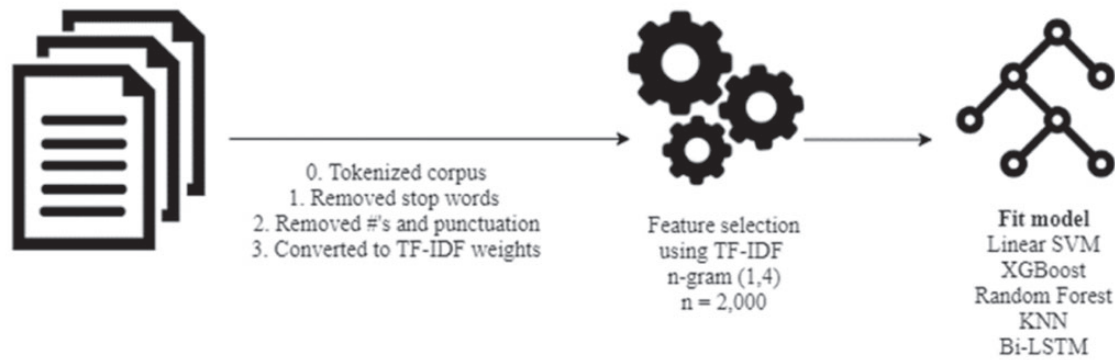 0. Tokenized corpus
1. Removed stop words
2. Removed #'s and punctuation
3. Converted to TF-IDF weights
Feature selection
using TF-IDF
n-gram (1,4)
n = 2,000
Fit model
Linear SVM
XGBoost
Random Forest
KNN
Bi-LSTM